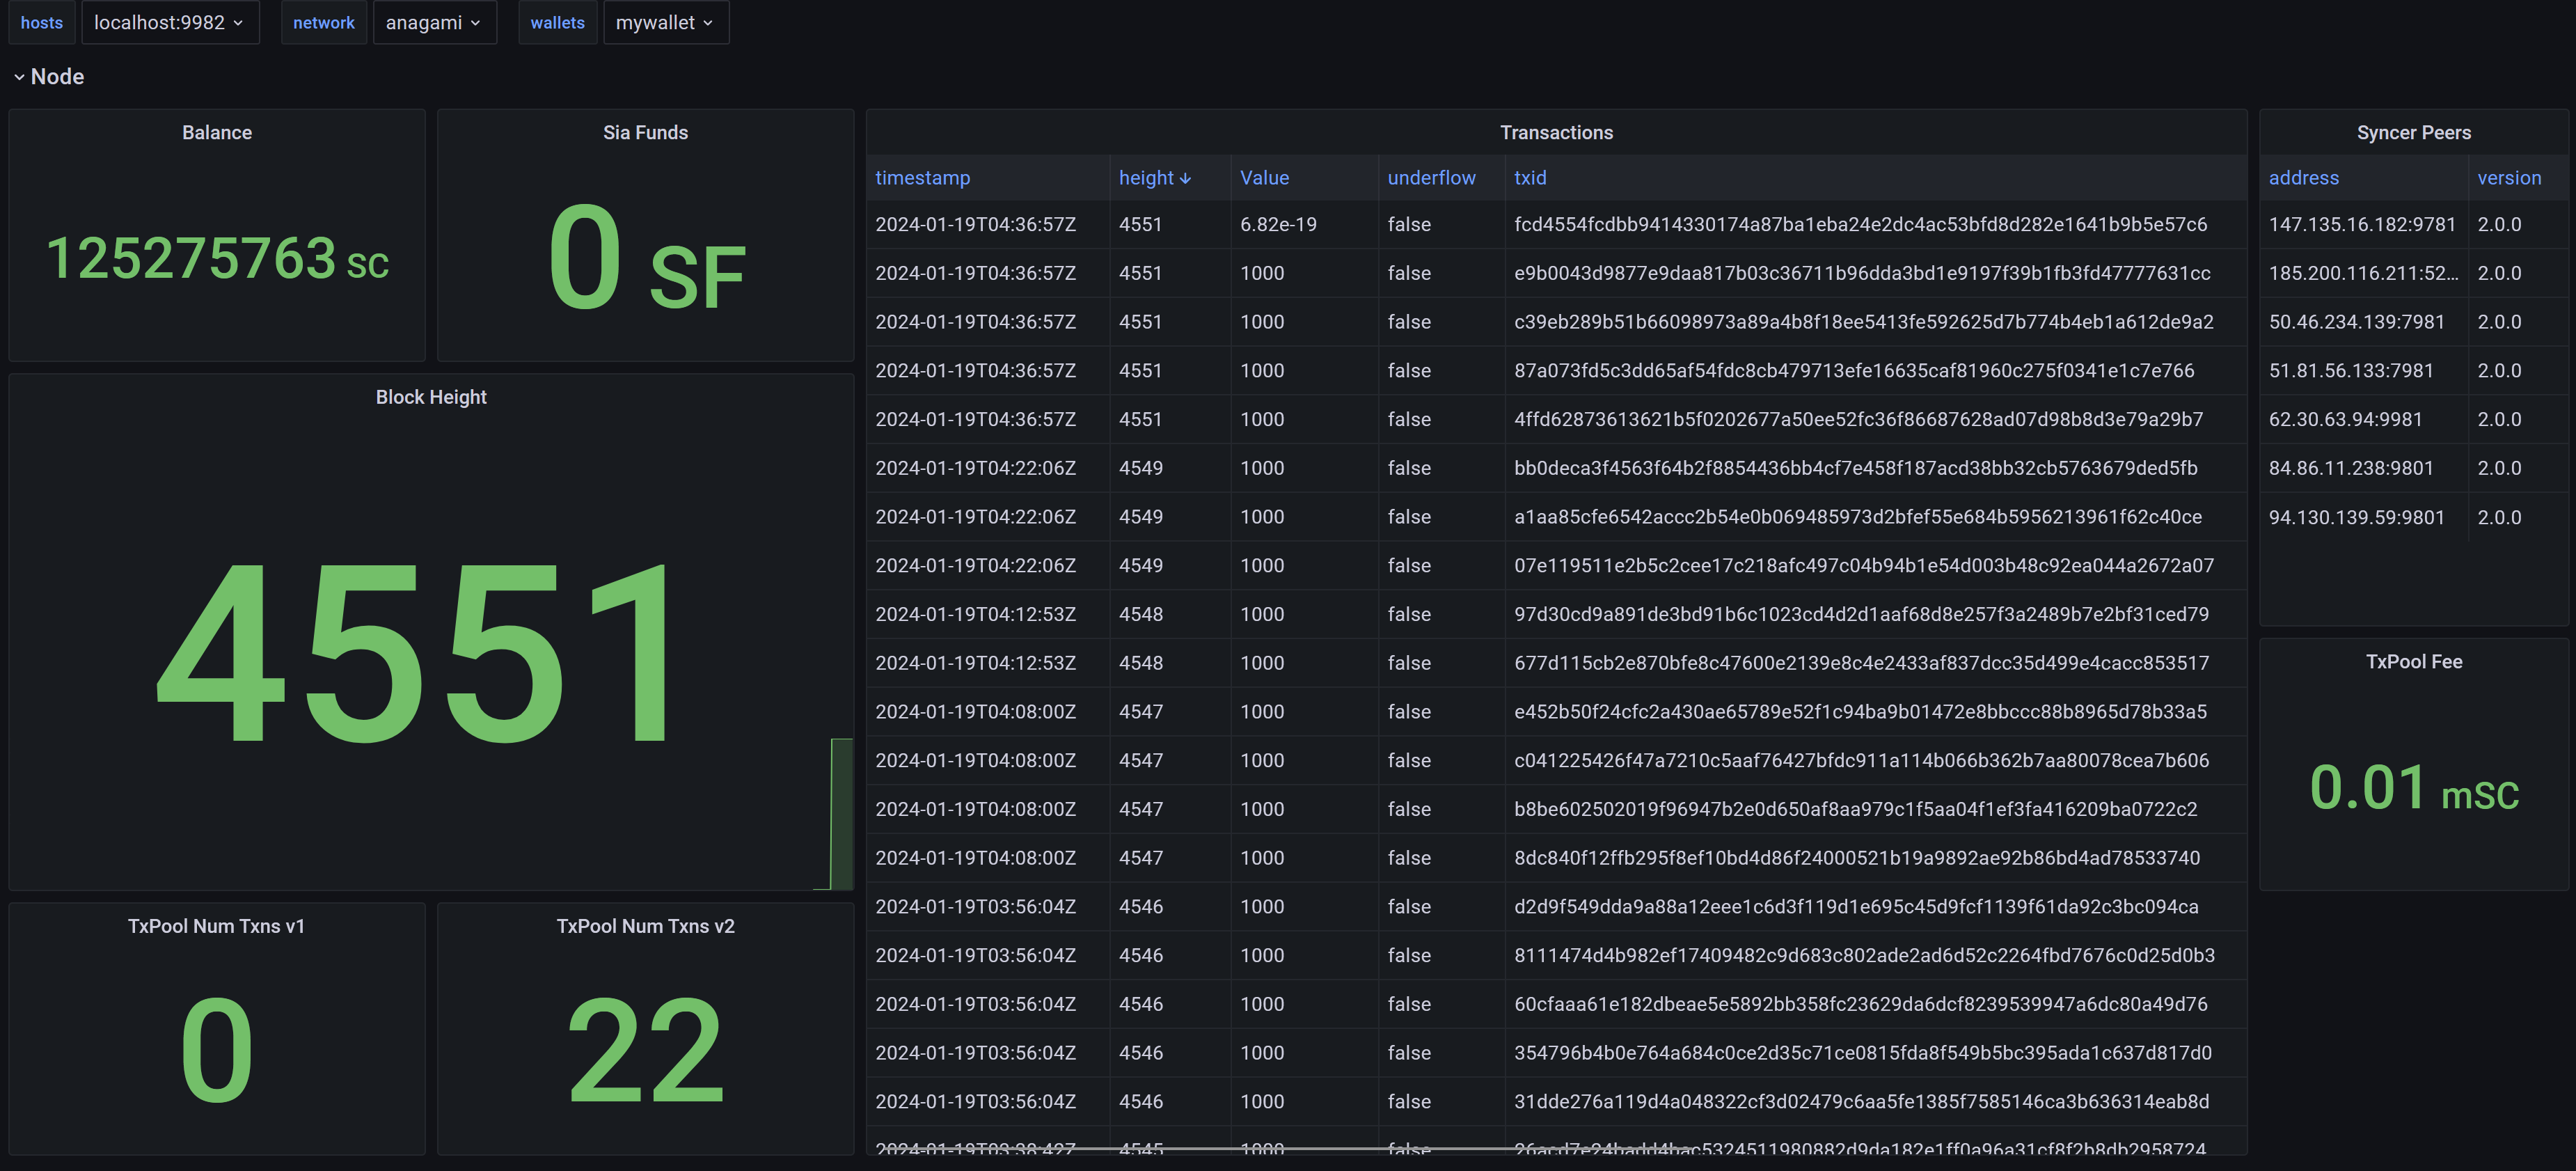 hosts localhost:9982 network anagami wallets mywallet
Node
Balance
125275763 SC
Sia Funds
0 SF
Block Height
4551
TxPool Num Txns v1
0
TxPool Num Txns v2
22
Transactions
timestamp height Value underflow txid
2024-01-19T04:36:57Z 4551 6.82e-19 false fcd4554fcdbb9414330174a87ba1eba24e2dc4ac53bfd8d282e1641b9b5e57c6
2024-01-19T04:36:57Z 4551 1000 false e9b0043d9877e9daa817b03c36711b96dda3bd1e9197f39b1fb3fd47777631cc
2024-01-19T04:36:57Z 4551 1000 false c39eb289b51b66098973a89a4b8f18ee5413fe592625d7b774b4eb1a612de9a2
2024-01-19T04:36:57Z 4551 1000 false 87a073fd5c3dd65af54fdc8cb479713efe16635caf81960c275f0341e1c7e766
2024-01-19T04:36:57Z 4551 1000 false 4ffd62873613621b5f0202677a50ee52fc36f86687628ad07d98b8d3e79a29b7
2024-01-19T04:22:06Z 4549 1000 false bb0deca3f4563f64b2f8854436bb4cf7e458f187acd38bb32cb5763679ded5fb
2024-01-19T04:22:06Z 4549 1000 false a1aa85cfe6542accc2b54e0b069485973d2bfef55e684b5956213961f62c40ce
2024-01-19T04:22:06Z 4549 1000 false 07e119511e2b5c2cee17c218afc497c04b94b1e54d003b48c92ea044a2672a07
2024-01-19T04:12:53Z 4548 1000 false 97d30cd9a891de3bd91b6c1023cd4d2d1aaf68d8e257f3a2489b7e2bf31ced79
2024-01-19T04:12:53Z 4548 1000 false 677d115cb2e870bfe8c47600e2139e8c4e2433af837dcc35d499e4cacc853517
2024-01-19T04:08:00Z 4547 1000 false e452b50f24cfc2a430ae65789e52f1c94ba9b01472e8bbccc88b8965d78b33a5
2024-01-19T04:08:00Z 4547 1000 false c041225426f47a7210c5aaf76427bfdc911a114b066b362b7aa80078cea7b606
2024-01-19T04:08:00Z 4547 1000 false b8be602502019f96947b2e0d650af8aa979c1f5aa04f1ef3fa416209ba0722c2
2024-01-19T04:08:00Z 4547 1000 false 8dc840f12ffb295f8ef10bd4d86f24000521b19a9892ae92b86bd4ad78533740
2024-01-19T03:56:04Z 4546 1000 false d2d9f549dda9a88a12eee1c6d3f119d1e695c45d9fcf1139f61da92c3bc094ca
2024-01-19T03:56:04Z 4546 1000 false 8111474d4b982ef17409482c9d683c802ade2ad6d52c2264fbd7676c0d25d0b3
2024-01-19T03:56:04Z 4546 1000 false 60cfaaa61e182dbeae5e5892bb358fc23629da6dcf8239539947a6dc80a49d76
2024-01-19T03:56:04Z 4546 1000 false 354796b4b0e764a684c0ce2d35c71ce0815fda8f549b5bc395ada1c637d817d0
2024-01-19T03:56:04Z 4546 1000 false 31dde276a119d4a048322cf3d02479c6aa5fe1385f7585146ca3b636314eab8d
4545 1000 false
Syncer Peers
address version
147.135.16.182:9781 2.0.0
185.200.116.211:52... 2.0.0
50.46.234.139:7981 2.0.0
51.81.56.133:7981 2.0.0
62.30.63.94:9981 2.0.0
84.86.11.238:9801 2.0.0
94.130.139.59:9801 2.0.0
TxPool Fee
0.01 mSC